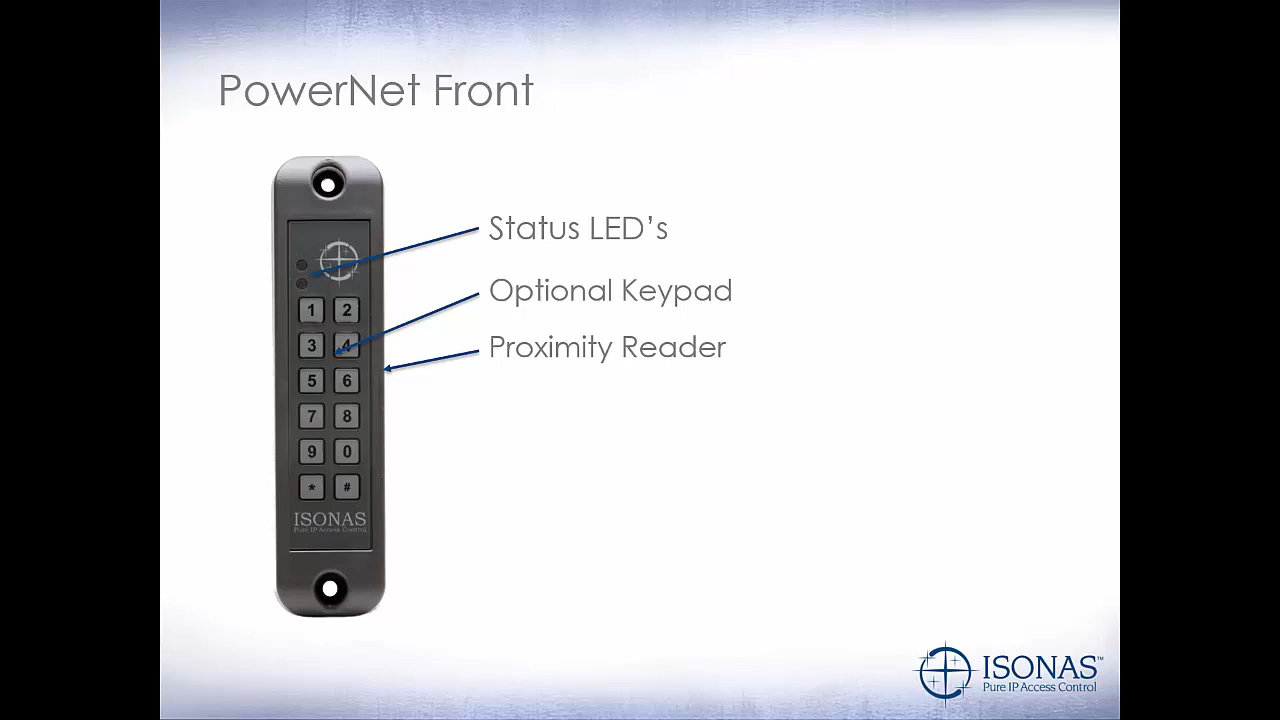 PowerNet Front
Status LED’s
Optional Keypad
Proximity Reader
1 2
3 4
5 6
7 8
9 0
* #
ISONAS
Pure IP Access Control
ISONAS™
Pure IP Access Control